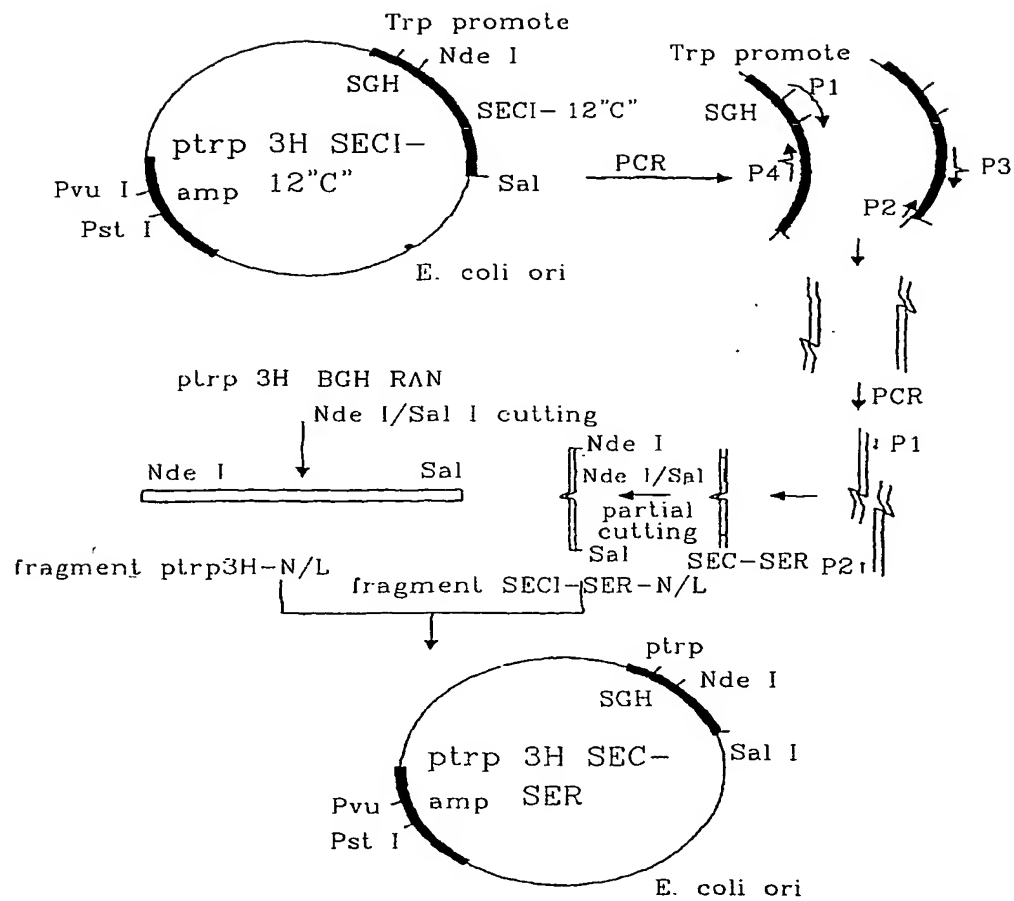 Trp promote
Nde I
SGH
SECI- 12"C"
ptrp 3H SECI-
12"C"
amp
Pvu I
Pst I
Sal
E. coli ori
PCR
Trp promote
P1
SGH
P4
P3
P2
PCR
ptrp 3H BGH RAN
Nde I/Sal I cutting
Nde I
Sal
fragment ptrp3H-N/L
Nde I
Nde I/Sal
partial
cutting
Sal
SEC-SER
P1
P2
fragment SECI-SER-N/L
ptrp
Nde I
SGH
Sal I
ptrp 3H SEC-
amp SER
Pvu
Pst I
E. coli ori